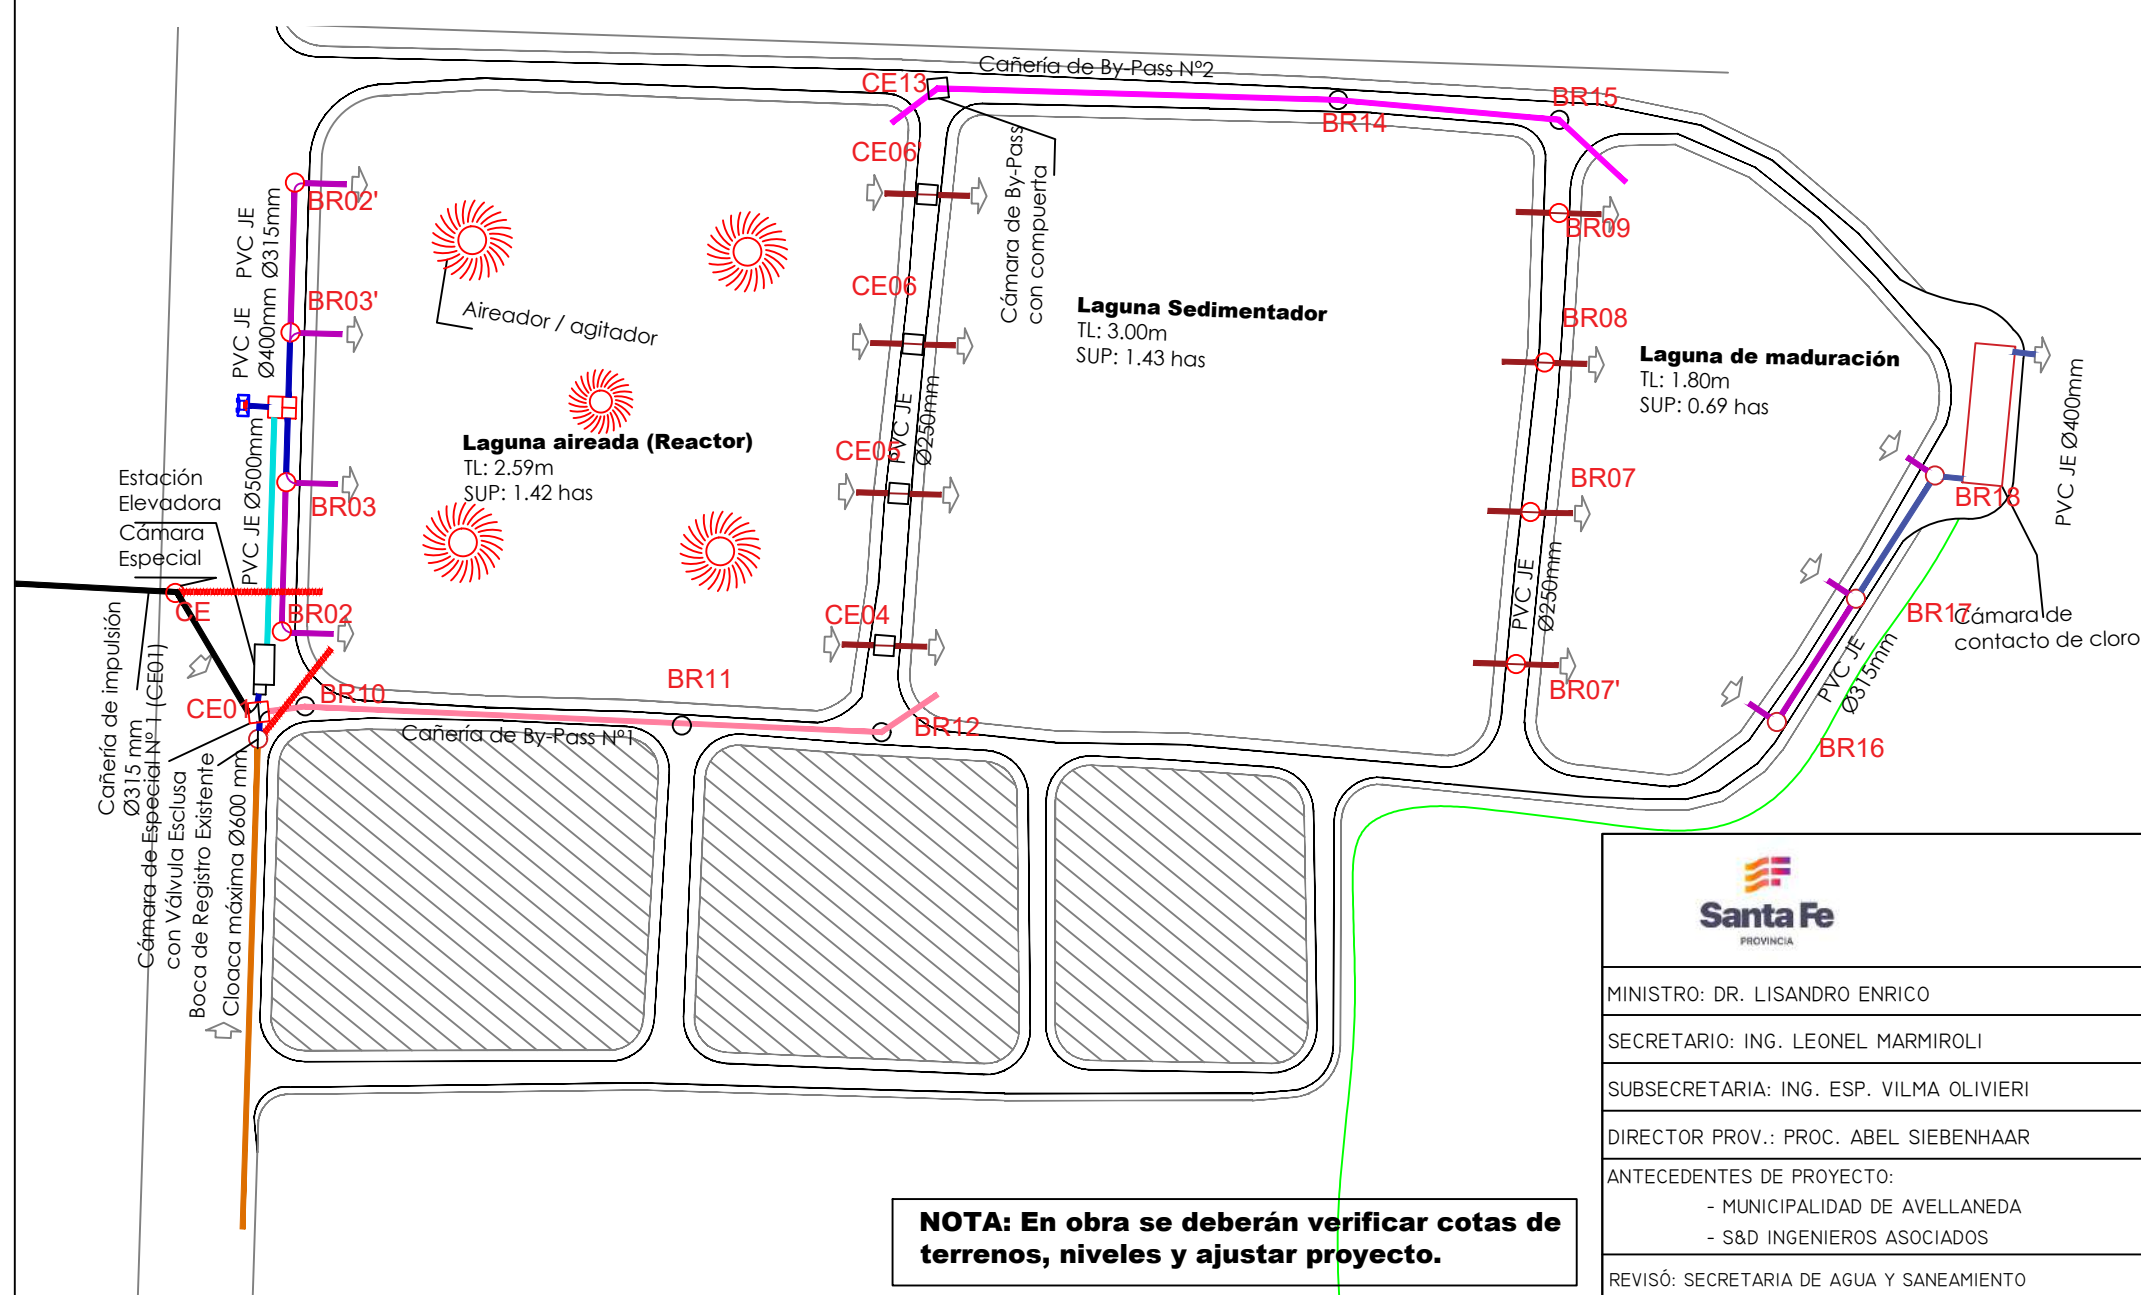 Cañería de By-Pass Nº2
CE13
BR15
BR14
CE06'
Cámara de By-Pass
con compuerta
BR02'
BR09
PVC JE Ø315mm
PVC JE Ø400mm
BR03'
CE06
Aireador / agitador
Laguna Sedimentador
TL: 3.00m
SUP: 1.43 has
BR08
Laguna de maduración
TL: 1.80m
SUP: 0.69 has
PVC JE Ø400mm
Laguna aireada (Reactor)
TL: 2.59m
SUP: 1.42 has
CE05
PVC JE
Ø250mm
Estación
Elevadora
Cámara
Especial
PVC JE Ø500mm
BR03
BR07
BR18
CE
BR02
CE04
PVC JE
Ø250mm
BR17
Cámara de
contacto de cloro
PVC JE
Ø315mm
BR11
BR10
BR12
BR07'
BR16
CE01
Cañería de By-Pass Nº1
Cañería de impulsión
Ø315 mm
Cámara de Especial Nº 1 (CE01)
con Válvula Esclusa
Boca de Registro Existente
Cloaca máxima Ø600 mm
NOTA: En obra se deberán verificar cotas de
terrenos, niveles y ajustar proyecto.
Santa Fe
PROVINCIA
MINISTRO: DR. LISANDRO ENRICO
SECRETARIO: ING. LEONEL MARMIROLI
SUBSECRETARIA: ING. ESP. VILMA OLIVIERI
DIRECTOR PROV.: PROC. ABEL SIEBENHAAR
ANTECEDENTES DE PROYECTO:
- MUNICIPALIDAD DE AVELLANEDA
- S&D INGENIEROS ASOCIADOS
REVISÓ: SECRETARIA DE AGUA Y SANEAMIENTO